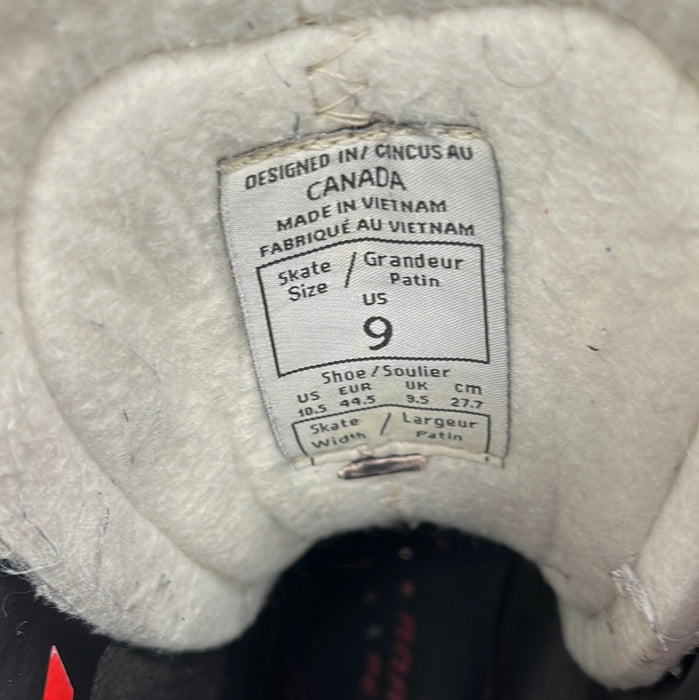 DESIGNED IN/ CINCUS AU
CANADA
MADE IN VIETNAM
FABRIQUÉ AU VIETNAM
Skate Size / Grandeur Patin
US
9
Shoe / Soulier
US EUR UK cm
10.5 44.5 9.5 27.7
Skate Width / Largeur Patin